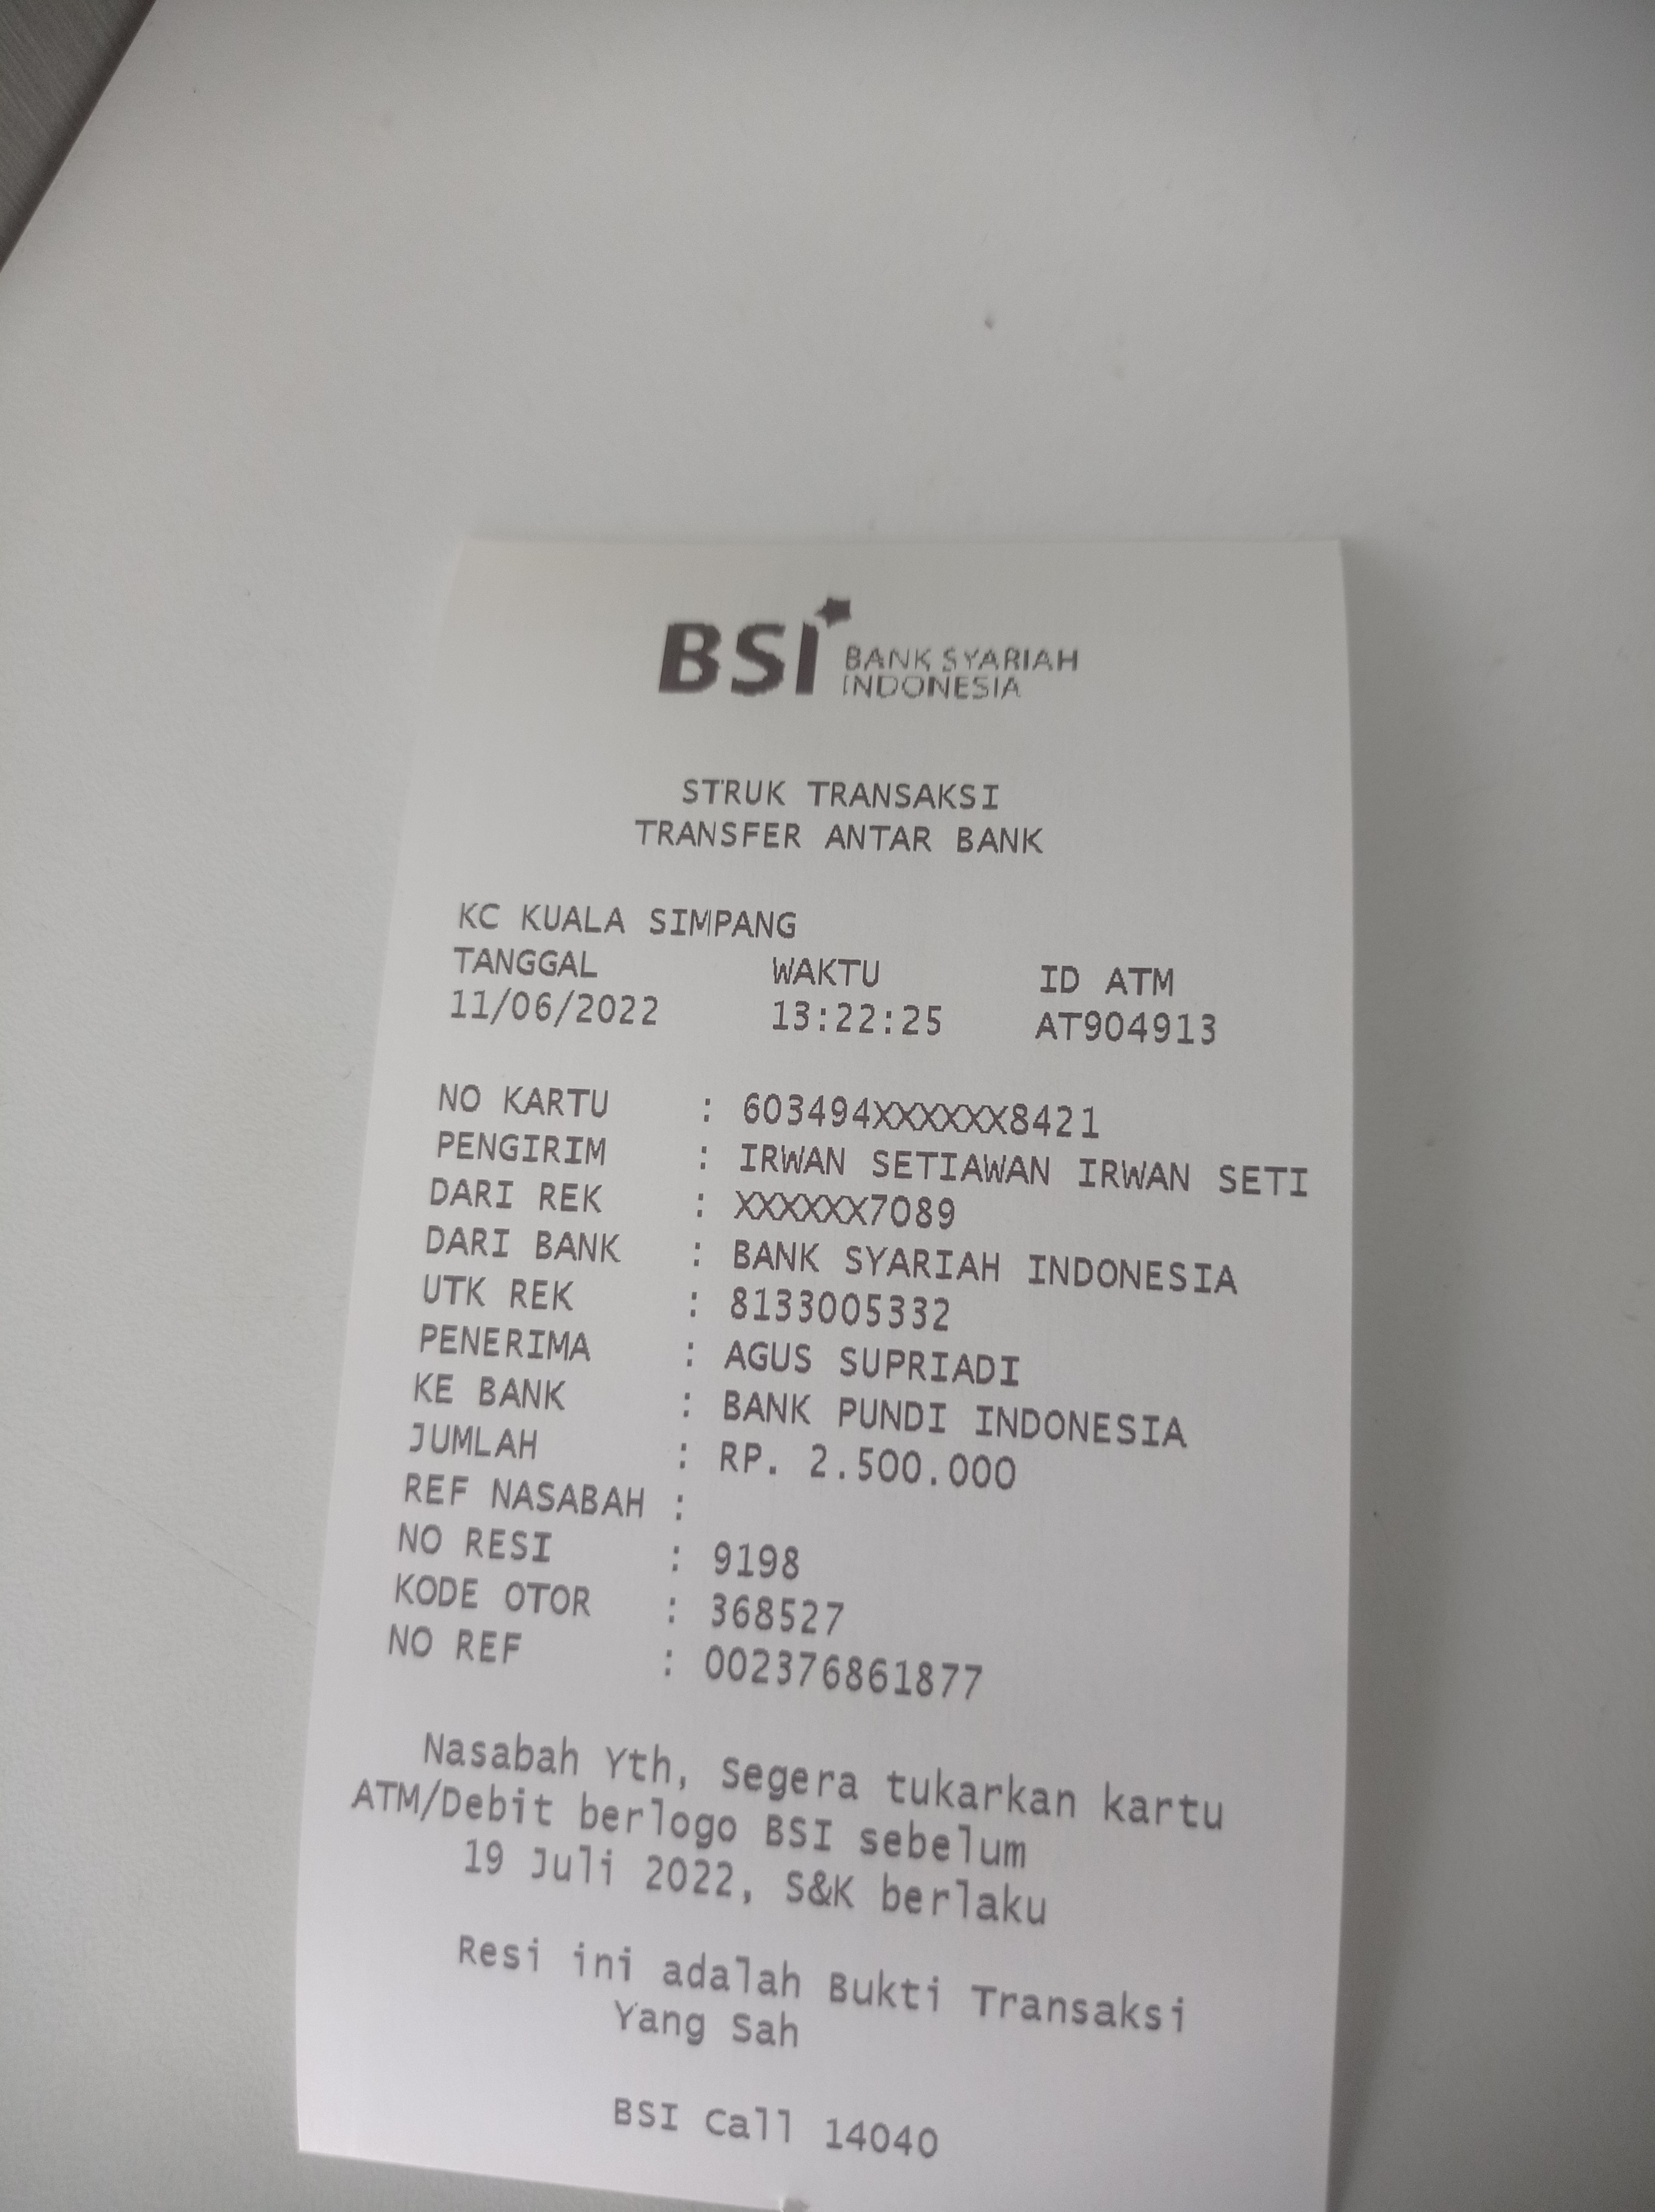 BSI BANK SYARIAH
INDONESIA
STRUK TRANSAKSI
TRANSFER ANTAR BANK
KC KUALA SIMPANG
TANGGAL WAKTU ID ATM
11/06/2022 13:22:25 AT904913
NO KARTU : 603494XXXXXX8421
PENGIRIM : IRWAN SETIAWAN IRWAN SETI
DARI REK : XXXXXX7089
DARI BANK : BANK SYARIAH INDONESIA
UTK REK : 8133005332
PENERIMA : AGUS SUPRIADI
KE BANK : BANK PUNDI INDONESIA
JUMLAH : RP. 2.500.000
REF NASABAH :
NO RESI : 9198
KODE OTOR : 368527
NO REF : 002376861877
Nasabah Yth, Segera tukarkan kartu
ATM/Debit berlogo BSI sebelum
19 Juli 2022, S&K berlaku
Resi ini adalah Bukti Transaksi
Yang Sah
BSI Call 14040